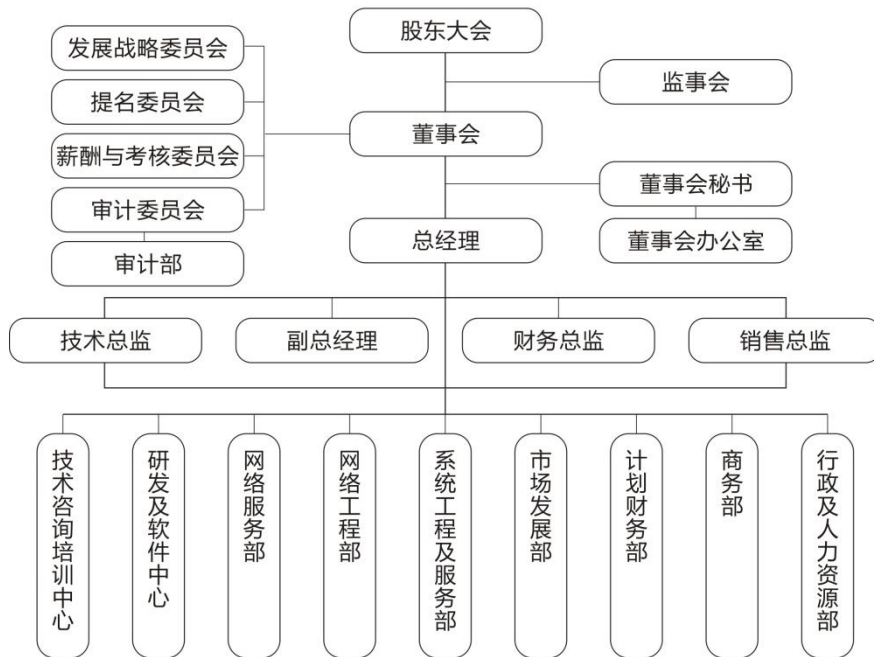 股东大会
发展战略委员会
监事会
提名委员会
董事会
薪酬与考核委员会
董事会秘书
审计委员会
总经理
董事会办公室
审计部
技术总监
副总经理
财务总监
销售总监
技术咨询培训中心
研发及软件中心
网络服务部
网络工程部
系统工程及服务部
市场发展部
计划财务部
商务部
行政及人力资源部